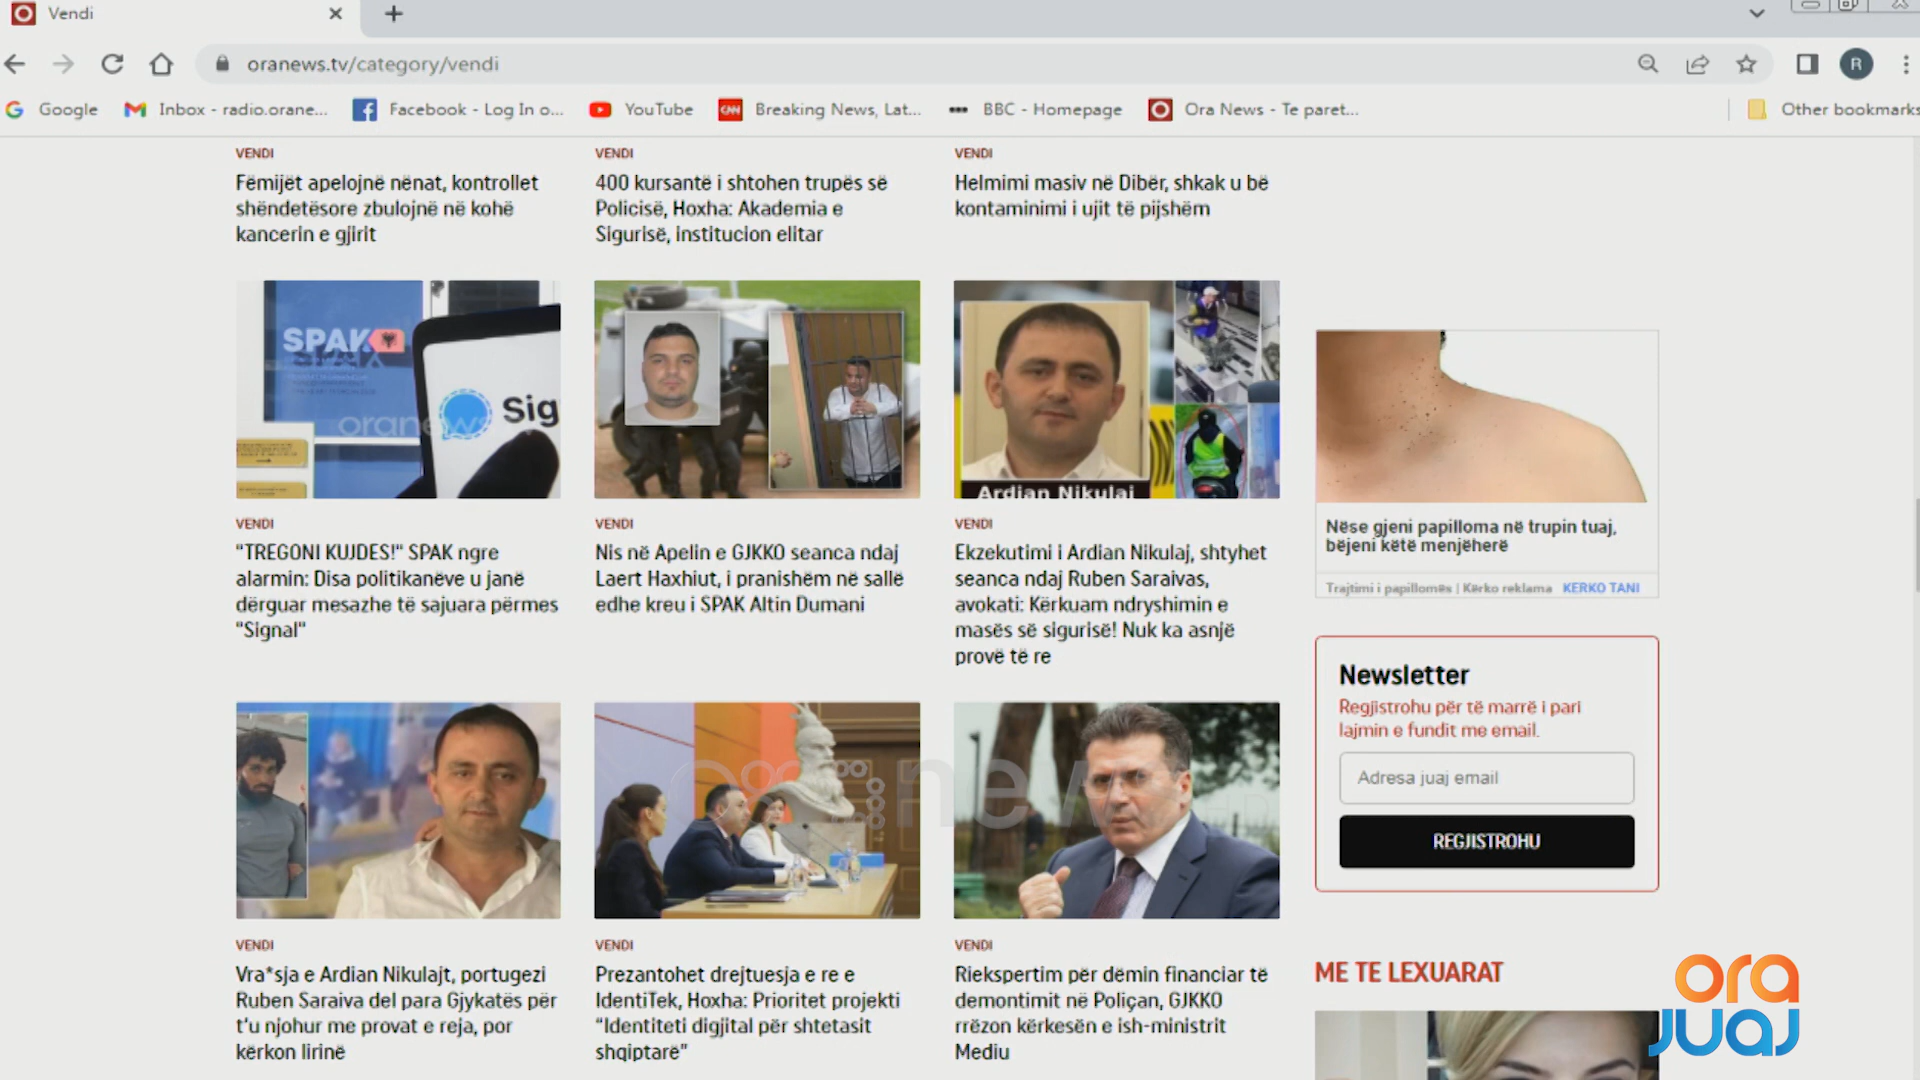 Vendi
oranews.tv/category/vendi
R
Google
Inbox - radio.orane...
Facebook - Log In o...
YouTube
CNN
Breaking News, Lat...
BBC - Homepage
Ora News - Te paret...
Other bookmarks
VENDI
Fëmijët apelojnë nënat, kontrollet
shëndetësore zbulojnë në kohë
kancerin e gjirit
VENDI
400 kursantë i shtohen trupës së
Policisë, Hoxha: Akademia e
Sigurisë, institucion elitar
VENDI
Helmimi masiv në Dibër, shkak u bë
kontaminimi i ujit të pijshëm
SPAK
Sig
oranews
Ardian Nikulaj
VENDI
"TREGONI KUJDES!" SPAK ngre
alarmin: Disa politikanëve u janë
dërguar mesazhe të sajuara përmes
"Signal"
VENDI
Nis në Apelin e GJKKO seanca ndaj
Laert Haxhiut, i pranishëm në sallë
edhe kreu i SPAK Altin Dumani
VENDI
Ekzekutimi i Ardian Nikulaj, shtyhet
seanca ndaj Ruben Saraivas,
avokati: Kërkuam ndryshimin e
masës së sigurisë! Nuk ka asnjë
provë të re
Nëse gjeni papilloma në trupin tuaj,
bëjeni këtë menjëherë
Trajtimi i papillomës | Kërko reklama KERKO TANI
Newsletter
Regjistrohu për të marrë i pari
lajmin e fundit me email.
Adresa juaj email
REGJISTROHU
VENDI
Vra*sja e Ardian Nikulajt, portugezi
Ruben Saraiva del para Gjykatës për
t'u njohur me provat e reja, por
kërkon lirinë
VENDI
Prezantohet drejtuesja e re e
IdentiTek, Hoxha: Prioritet projekti
"Identiteti digjital për shtetasit
shqiptarë"
VENDI
Riekspertim për dëmin financiar të
demontimit në Poliçan, GJKKO
rrëzon kërkesën e ish-ministrit
Mediu
ME TE LEXUARAT
ora
juaj